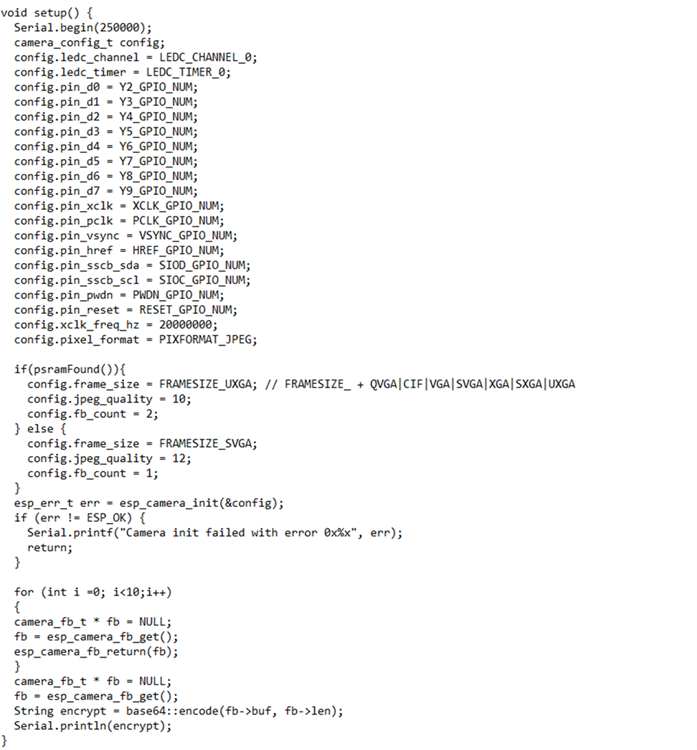 void setup() {
  Serial.begin(250000);
  camera_config_t config;
  config.ledc_channel = LEDC_CHANNEL_0;
  config.ledc_timer = LEDC_TIMER_0;
  config.pin_d0 = Y2_GPIO_NUM;
  config.pin_d1 = Y3_GPIO_NUM;
  config.pin_d2 = Y4_GPIO_NUM;
  config.pin_d3 = Y5_GPIO_NUM;
  config.pin_d4 = Y6_GPIO_NUM;
  config.pin_d5 = Y7_GPIO_NUM;
  config.pin_d6 = Y8_GPIO_NUM;
  config.pin_d7 = Y9_GPIO_NUM;
  config.pin_xclk = XCLK_GPIO_NUM;
  config.pin_pclk = PCLK_GPIO_NUM;
  config.pin_vsync = VSYNC_GPIO_NUM;
  config.pin_href = HREF_GPIO_NUM;
  config.pin_sscb_sda = SIOD_GPIO_NUM;
  config.pin_sscb_scl = SIOC_GPIO_NUM;
  config.pin_pwdn = PWDN_GPIO_NUM;
  config.pin_reset = RESET_GPIO_NUM;
  config.xclk_freq_hz = 20000000;
  config.pixel_format = PIXFORMAT_JPEG;

  if(psramFound()){
    config.frame_size = FRAMESIZE_UXGA; // FRAMESIZE_ + QVGA|CIF|VGA|SVGA|XGA|SXGA|UXGA
    config.jpeg_quality = 10;
    config.fb_count = 2;
  } else {
    config.frame_size = FRAMESIZE_SVGA;
    config.jpeg_quality = 12;
    config.fb_count = 1;
  }
  esp_err_t err = esp_camera_init(&config);
  if (err != ESP_OK) {
    Serial.printf("Camera init failed with error 0x%x", err);
    return;
  }

  for (int i =0; i<10;i++)
  {
  camera_fb_t * fb = NULL;
  fb = esp_camera_fb_get();
  esp_camera_fb_return(fb);
  }
  camera_fb_t * fb = NULL;
  fb = esp_camera_fb_get();
  String encrypt = base64::encode(fb->buf, fb->len);
  Serial.println(encrypt);
}